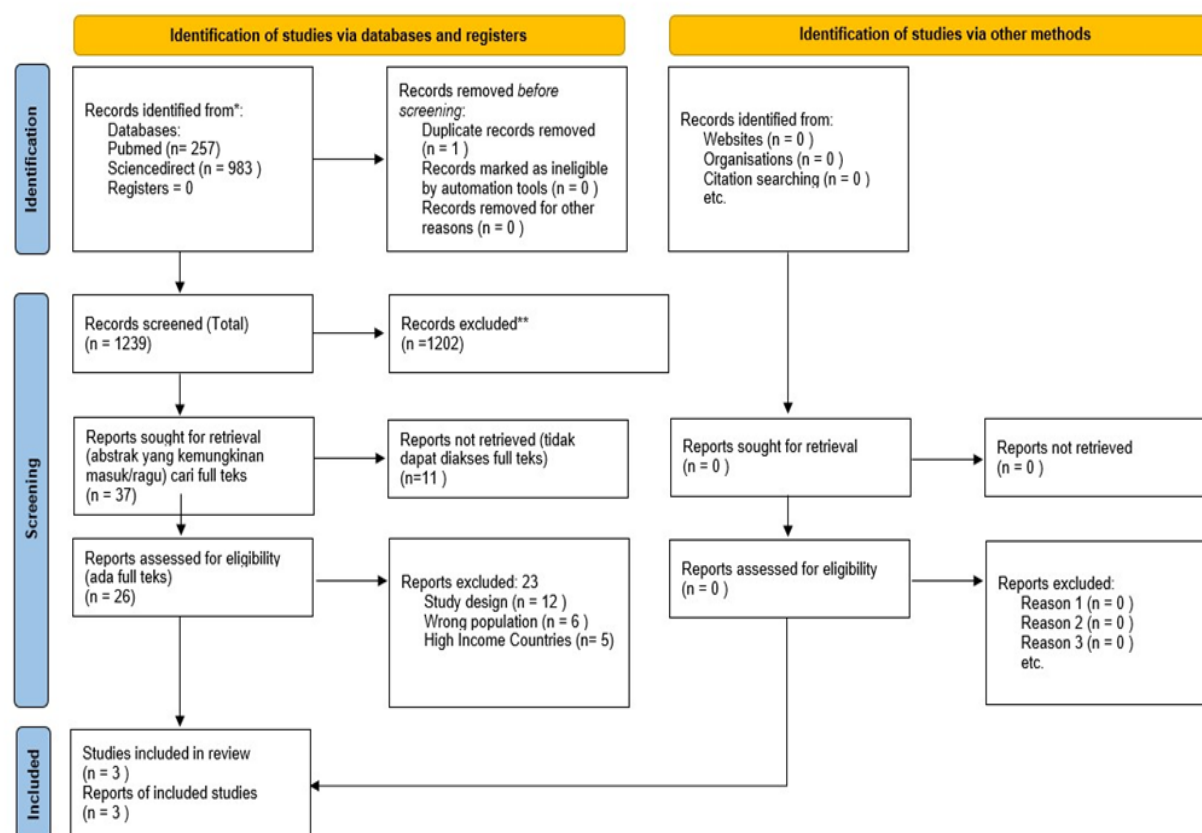 Identification of studies via databases and registers
Identification of studies via other methods
Identification
Records identified from*:
Databases:
Pubmed (n= 257)
Sciencedirect (n = 983 )
Registers = 0
Records removed before
screening:
Duplicate records removed
(n = 1 )
Records marked as ineligible
by automation tools (n = 0 )
Records removed for other
reasons (n = 0 )
Records identified from:
Websites (n = 0 )
Organisations (n = 0 )
Citation searching (n = 0 )
etc.
Screening
Records screened (Total)
(n = 1239)
Records excluded**
(n =1202)
Reports sought for retrieval
(abstrak yang kemungkinan
masuk/ragu) cari full teks
(n = 37)
Reports not retrieved (tidak
dapat diakses full teks)
(n=11 )
Reports sought for retrieval
(n = 0 )
Reports not retrieved
(n = 0 )
Reports assessed for eligibility
(ada full teks)
(n = 26)
Reports excluded: 23
Study design (n = 12 )
Wrong population (n = 6 )
High Income Countries (n= 5)
Reports assessed for eligibility
(n = 0 )
Reports excluded:
Reason 1 (n = 0 )
Reason 2 (n = 0 )
Reason 3 (n = 0 )
etc.
Included
Studies included in review
(n = 3 )
Reports of included studies
(n = 3 )